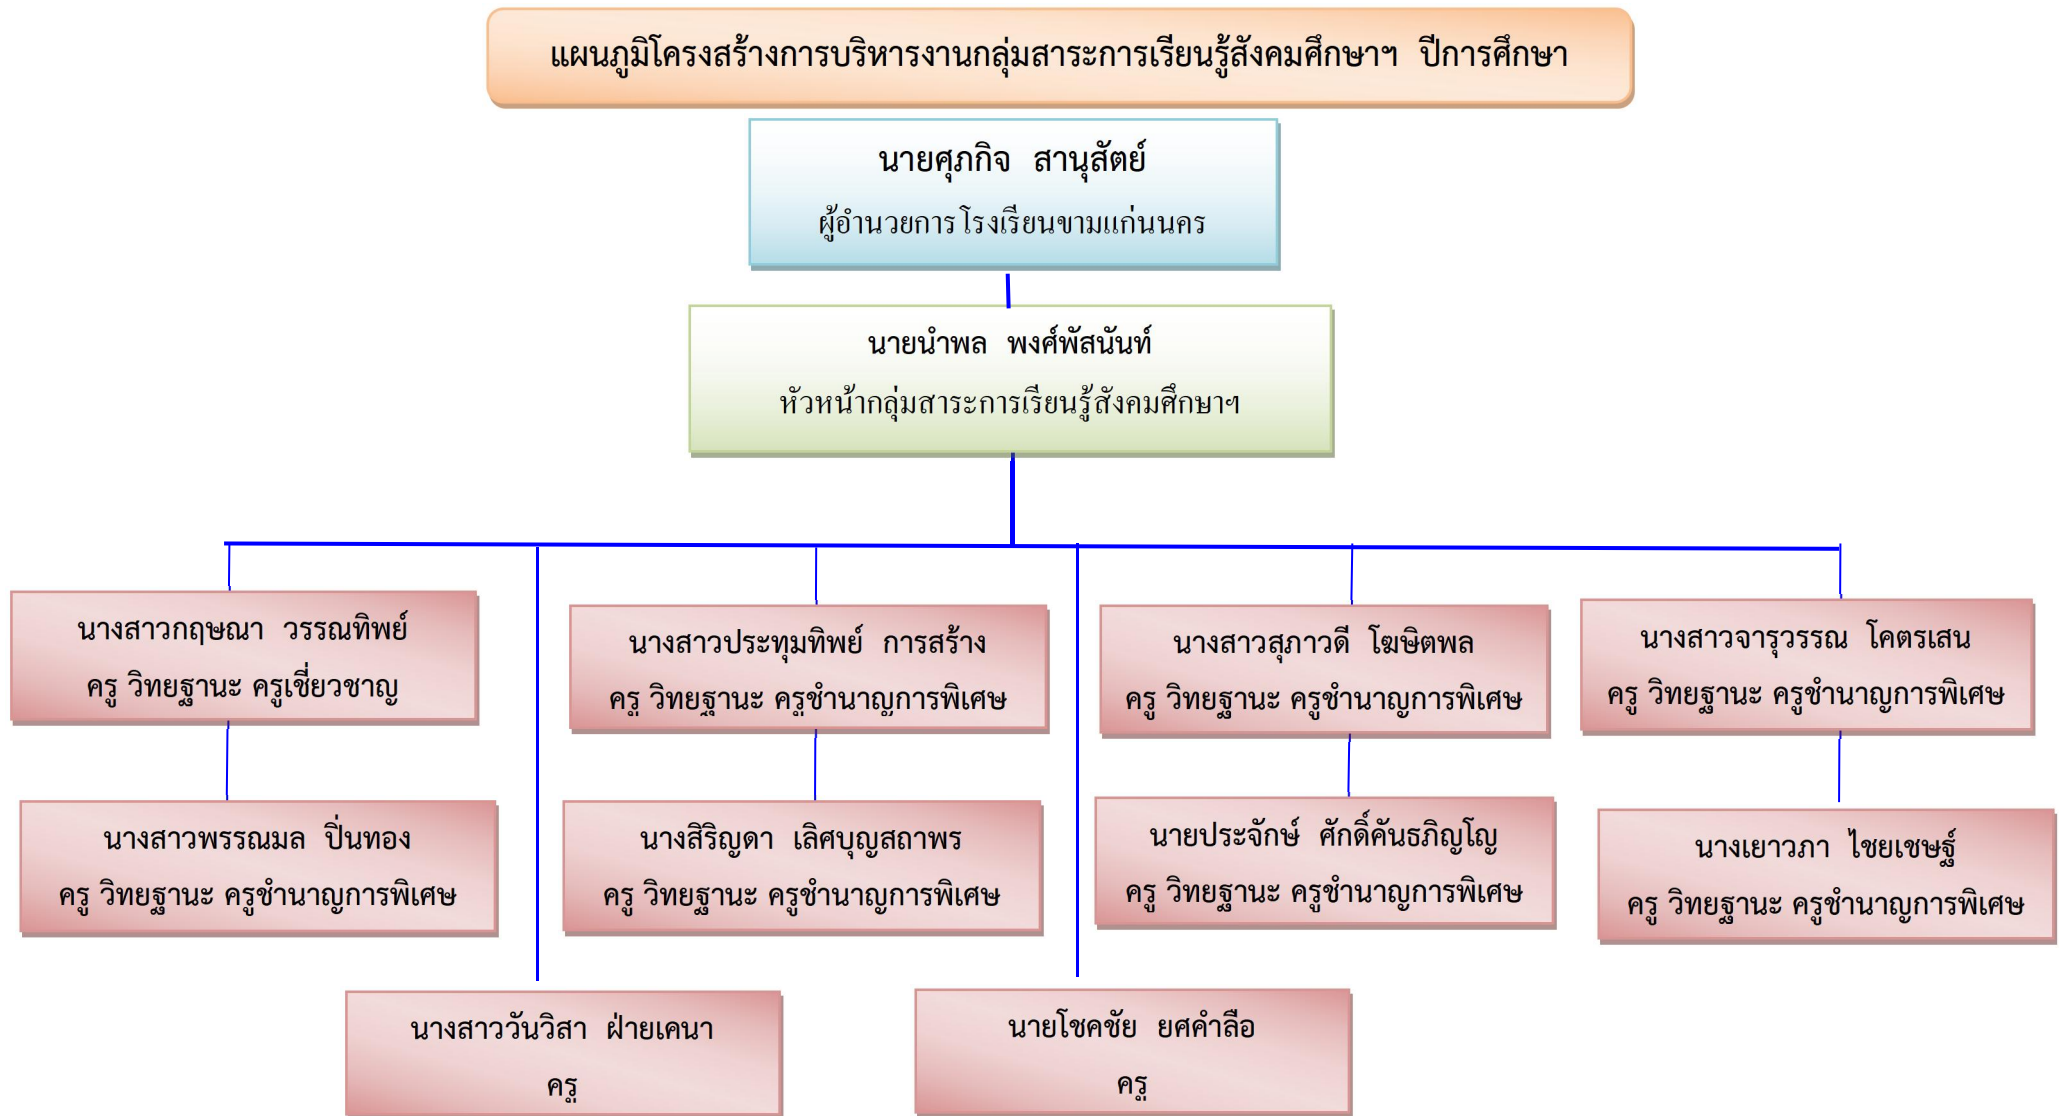 แผนภูมิโครงสร้างการบริหารงานกลุ่มสาระการเรียนรู้สังคมศึกษาฯ ปีการศึกษา
นายศุภกิจ สานุสัตย์
ผู้อำนวยการโรงเรียนขามแก่นนคร
นายนำพล พงศ์พัสนันท์
หัวหน้ากลุ่มสาระการเรียนรู้สังคมศึกษาฯ
นางสาวกฤษณา วรรณทิพย์
ครู วิทยฐานะ ครูเชี่ยวชาญ
นางสาวประทุมทิพย์ การสร้าง
ครู วิทยฐานะ ครูชำนาญการพิเศษ
นางสาวสุภาวดี โฆษิตพล
ครู วิทยฐานะ ครูชำนาญการพิเศษ
นางสาวจารุวรรณ โคตรเสน
ครู วิทยฐานะ ครูชำนาญการพิเศษ
นางสาวพรรณมล ปิ่นทอง
ครู วิทยฐานะ ครูชำนาญการพิเศษ
นางสิริญดา เลิศบุญสถาพร
ครู วิทยฐานะ ครูชำนาญการพิเศษ
นายประจักษ์ ศักดิ์คันธภิญโญ
ครู วิทยฐานะ ครูชำนาญการพิเศษ
นางเยาวภา ไชยเชษฐ์
ครู วิทยฐานะ ครูชำนาญการพิเศษ
นางสาววันวิสา ฝ่ายเคนา
ครู
นายโชคชัย ยศคำลือ
ครู